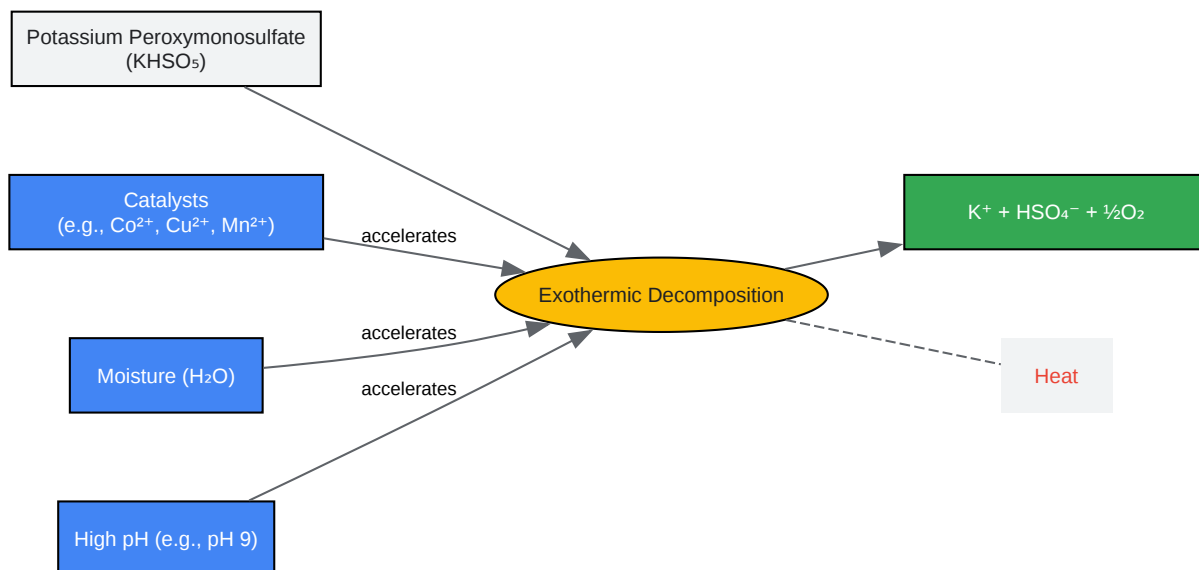 Potassium Peroxymonosulfate
(KHSO₅)
Catalysts
(e.g., Co²⁺, Cu²⁺, Mn²⁺)
accelerates
K⁺ + HSO₄⁻ + ½O₂
Exothermic Decomposition
Moisture (H₂O)
accelerates
accelerates
Heat
High pH (e.g., pH 9)